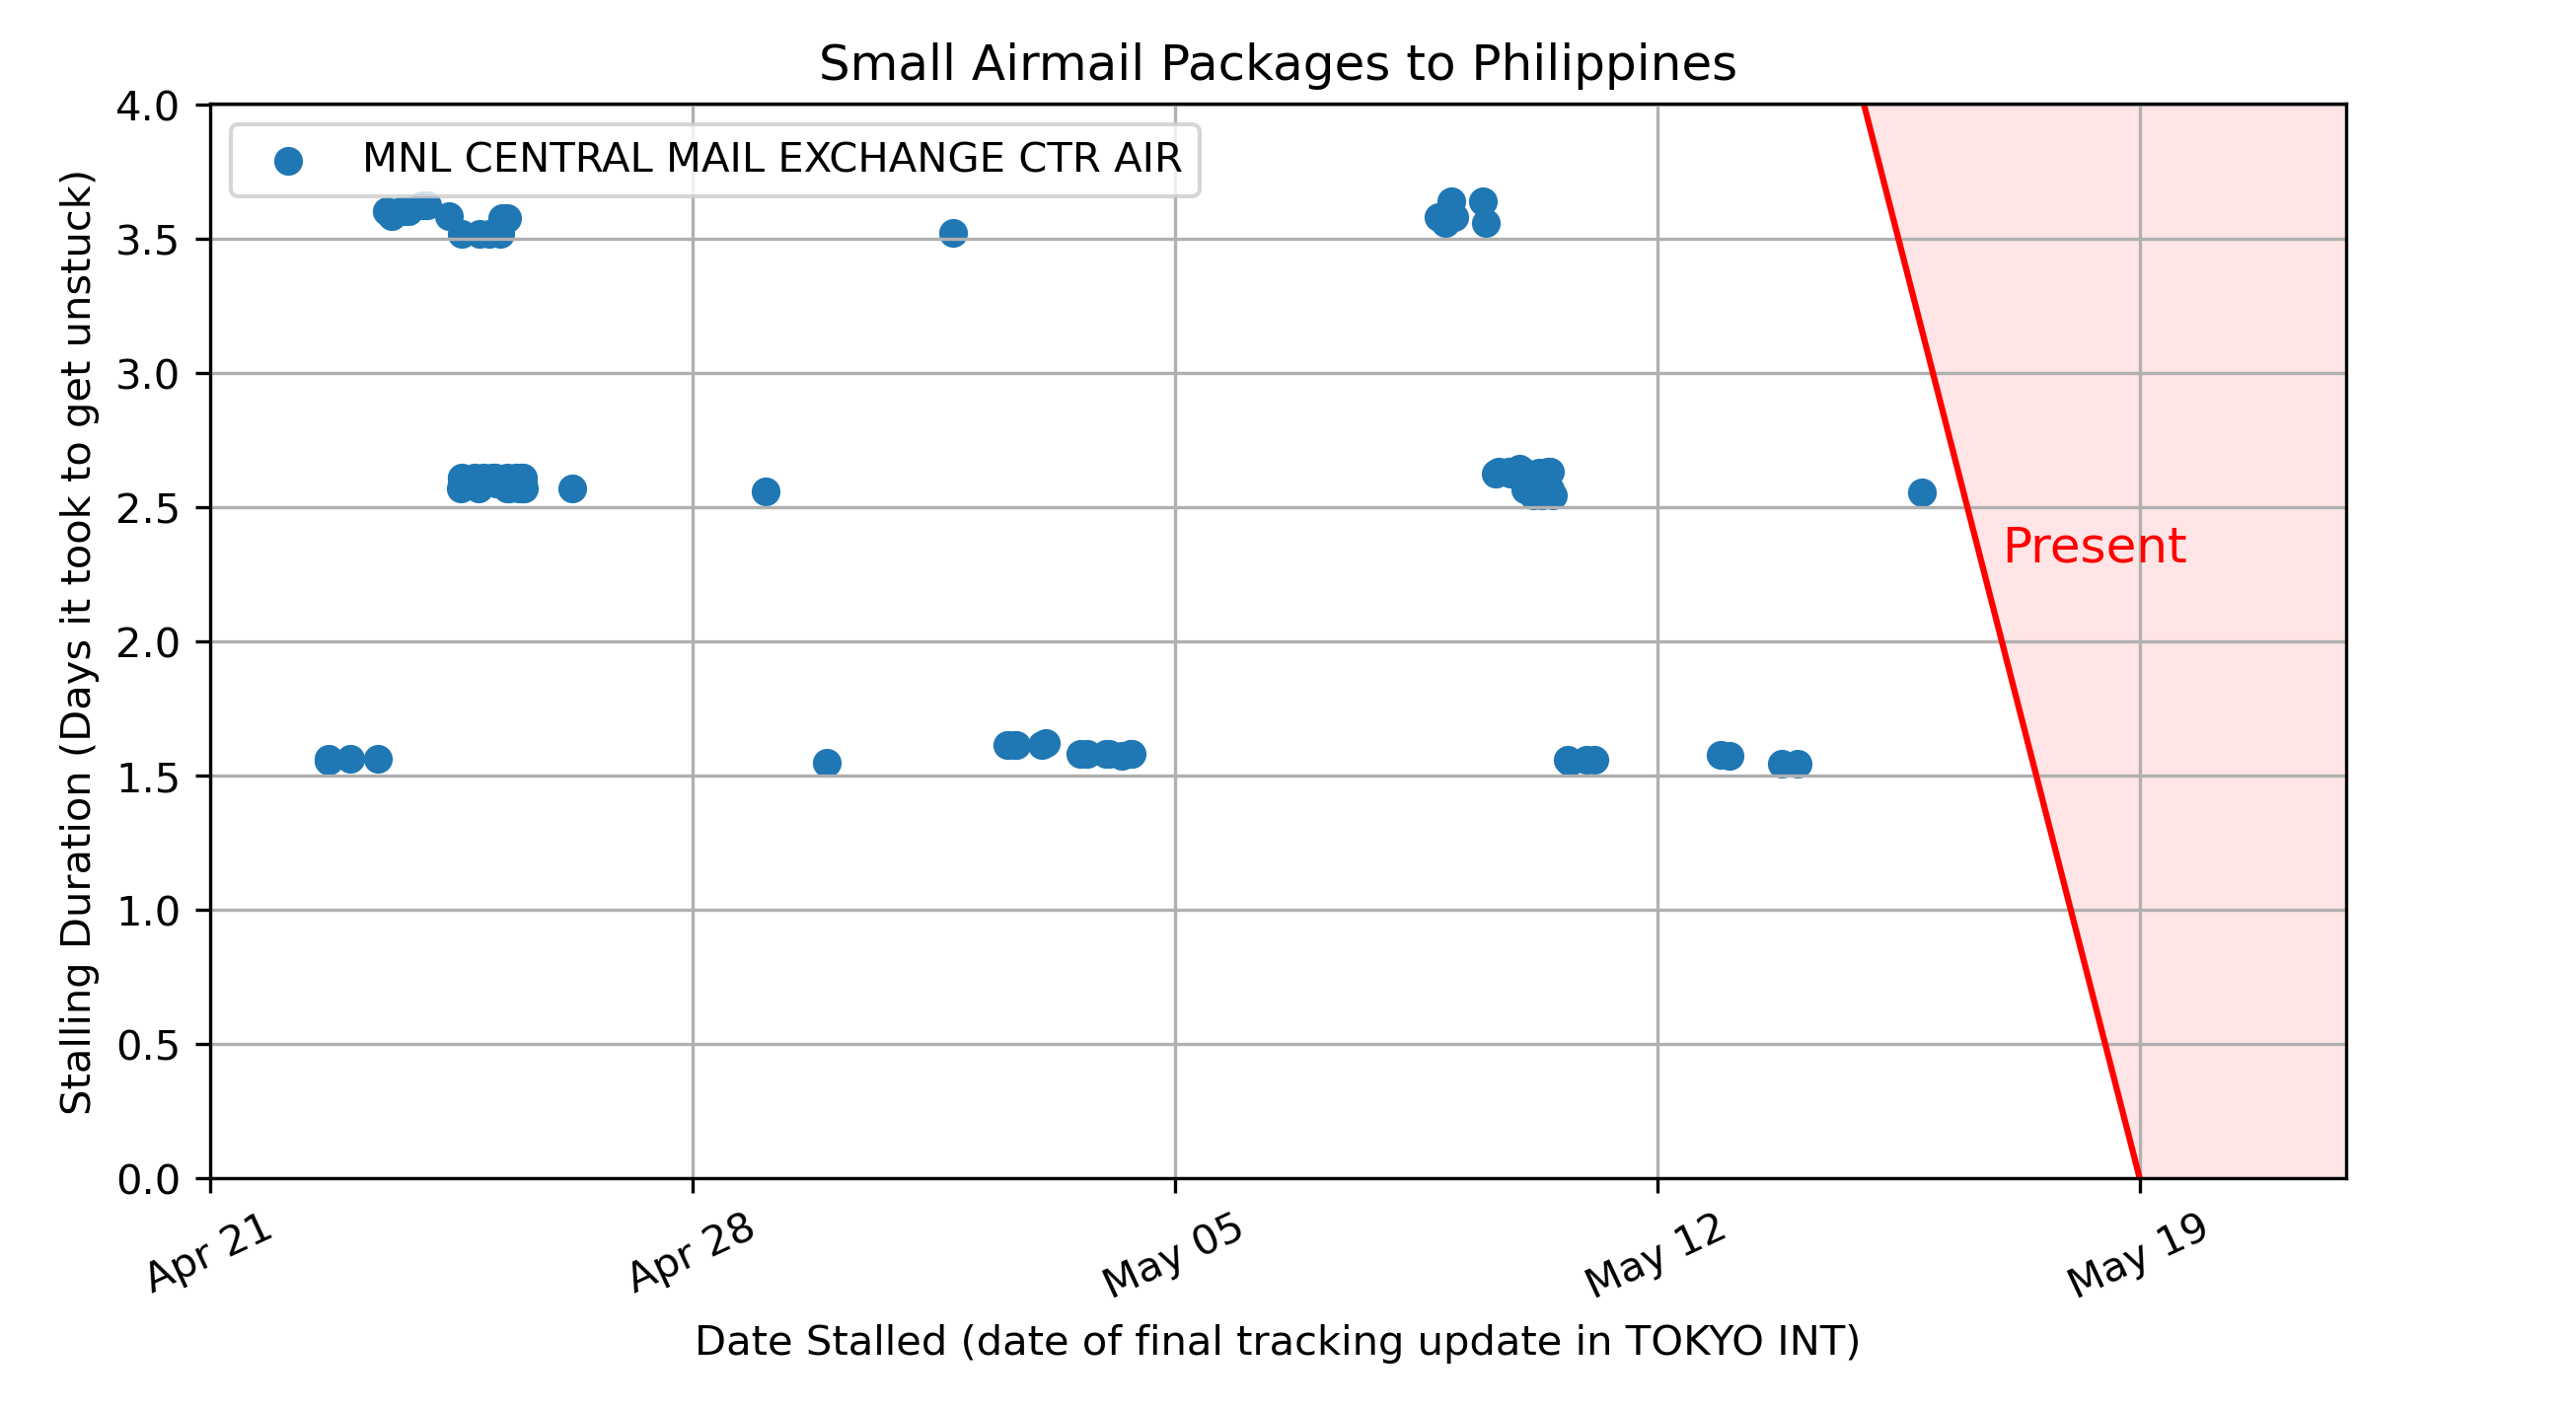 Small Airmail Packages to Philippines
MNL CENTRAL MAIL EXCHANGE CTR AIR
Stalling Duration (Days it took to get unstuck)
4.0
3.5
3.0
2.5
2.0
1.5
1.0
0.5
0.0
Present
Apr 21
Apr 28
May 05
May 12
May 19
Date Stalled (date of final tracking update in TOKYO INT)